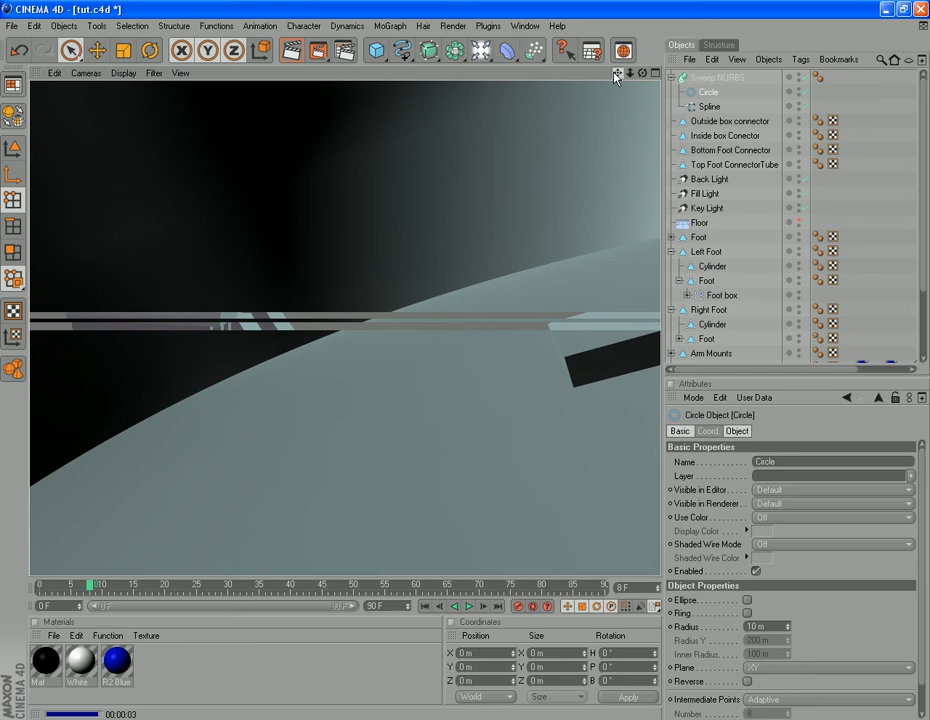 CINEMA 4D - [tut.c4d *]
File Edit Objects Tools Selection Structure Functions Animation Character Dynamics MoGraph Hair Render Plugins Window Help
Edit Cameras Display Filter View
Objects Structure
File Edit View Objects Tags Bookmarks
Sweep NURBS
Circle
Spline
Outside box connector
Inside box Conector
Bottom Foot Connector
Top Foot ConnectorTube
Back Light
Fill Light
Key Light
Floor
Foot
Left Foot
Cylinder
Foot
Foot box
Right Foot
Cylinder
Foot
Arm Mounts
Attributes
Mode Edit User Data
Circle Object [Circle]
Basic Coord. Object
Basic Properties
Name Circle
Layer
Visible in Editor Default
Visible in Renderer Default
Use Color Off
Display Color
Shaded Wire Mode Off
Shaded Wire Color
Enabled
Object Properties
Ellipse
Ring
Radius 10 m
Radius Y 200 m
Inner Radius 100 m
Plane XY
Reverse
Intermediate Points Adaptive
Number 8
0 5 10 15 20 25 30 35 40 45 50 55 60 65 70 75 80 85 90 8 F
0 F 0 F 90 F 90 F
Materials
File Edit Function Texture
Mat White R2 Blue
Coordinates
Position Size Rotation
X 0 m X 0 m H 0 °
Y 0 m Y 0 m P 0 °
Z 0 m Z 0 m B 0 °
World Size Apply
MAXON
CINEMA 4D
00:00:03